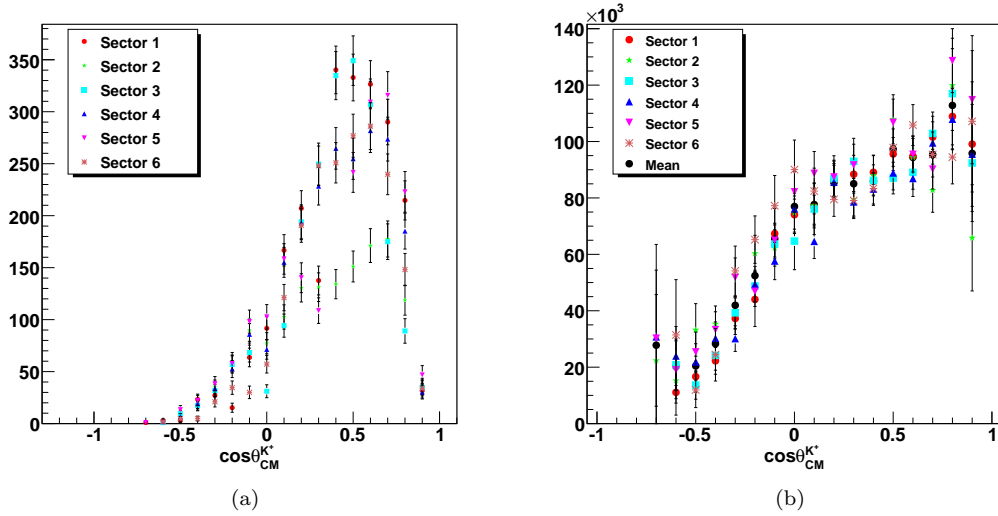 350
300
250
200
150
100
50
0
-1
-0.5
0
0.5
1
Sector 1
Sector 2
Sector 3
Sector 4
Sector 5
Sector 6
cosθ^{K^+}_{CM}
(a)
×10^3
140
120
100
80
60
40
20
0
-1
-0.5
0
0.5
1
Sector 1
Sector 2
Sector 3
Sector 4
Sector 5
Sector 6
Mean
cosθ^{K^+}_{CM}
(b)